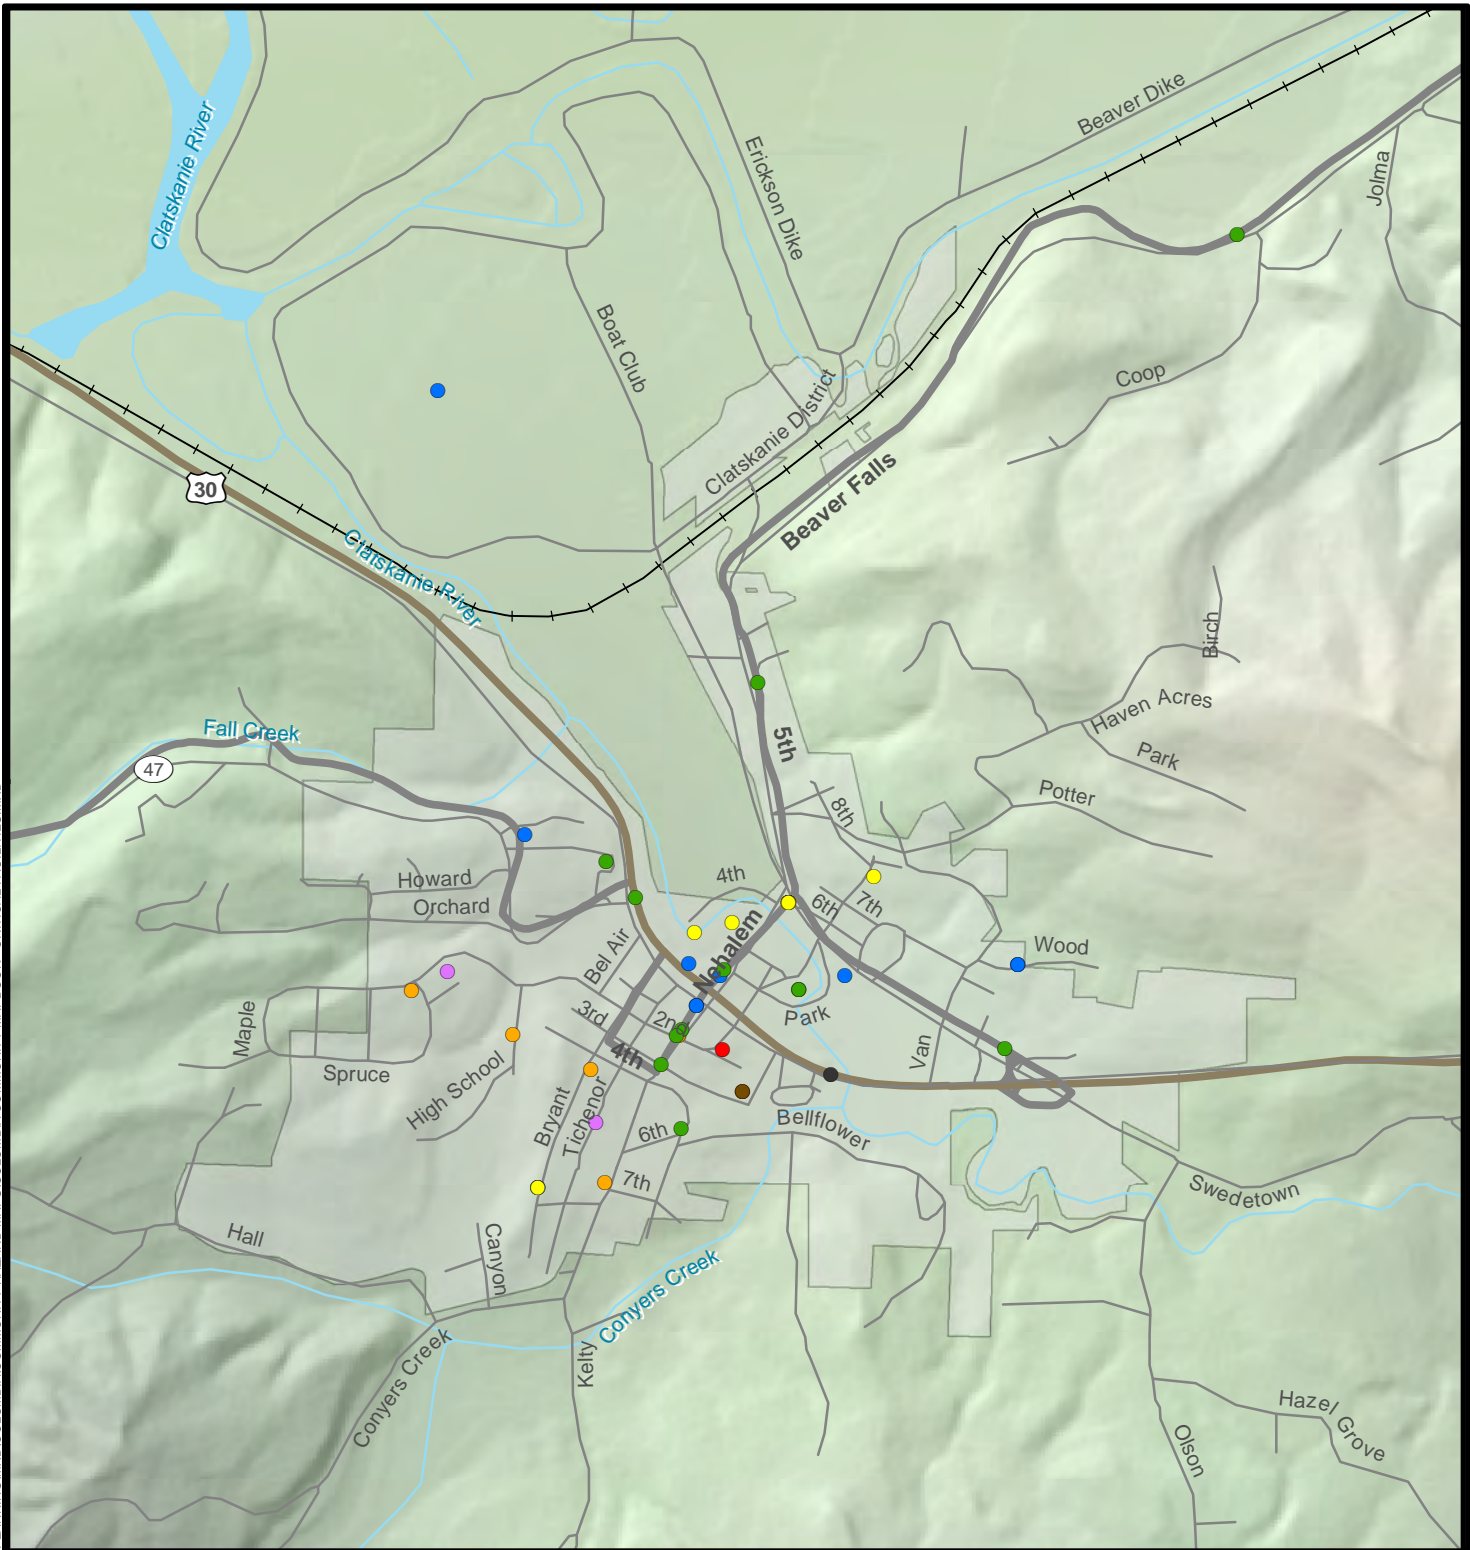 Clatskanie River
Beaver Dike
Erickson Dike
Jolma
Boat Club
Coop
Clatskanie District
Beaver Falls
30
Clatskanie River
Birch
Haven Acres
Fall Creek
5th
Park
47
Potter
8th
4th
Howard
Orchard
6th
7th
Nehalem
Bel Air
Wood
3rd
2nd
Park
Maple
Van
4th
Spruce
High School
Bryant
Tichenor
Bellflower
6th
7th
Swedetown
Hall
Canyon
Conyers Creek
Kelty
Conyers Creek
Hazel Grove
Olson